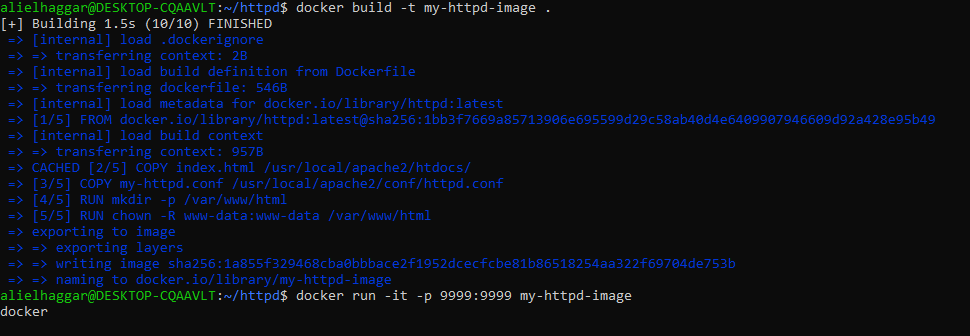 alielhaggar@DESKTOP-CQAAVLT:~/httpd$ docker build -t my-httpd-image .
[+] Building 1.5s (10/10) FINISHED
=> [internal] load .dockerignore
=> => transferring context: 2B
=> [internal] load build definition from Dockerfile
=> => transferring dockerfile: 546B
=> [internal] load metadata for docker.io/library/httpd:latest
=> [1/5] FROM docker.io/library/httpd:latest@sha256:1bb3f7669a85713906e695599d29c58ab40d4e6409907946609d92a428e95b49
=> [internal] load build context
=> => transferring context: 957B
=> CACHED [2/5] COPY index.html /usr/local/apache2/htdocs/
=> [3/5] COPY my-httpd.conf /usr/local/apache2/conf/httpd.conf
=> [4/5] RUN mkdir -p /var/www/html
=> [5/5] RUN chown -R www-data:www-data /var/www/html
=> exporting to image
=> => exporting layers
=> => writing image sha256:1a855f329468cba0bbbace2f1952dcecfcbe81b86518254aa322f69704de753b
=> => naming to docker.io/library/my-httpd-image
alielhaggar@DESKTOP-CQAAVLT:~/httpd$ docker run -it -p 9999:9999 my-httpd-image
docker